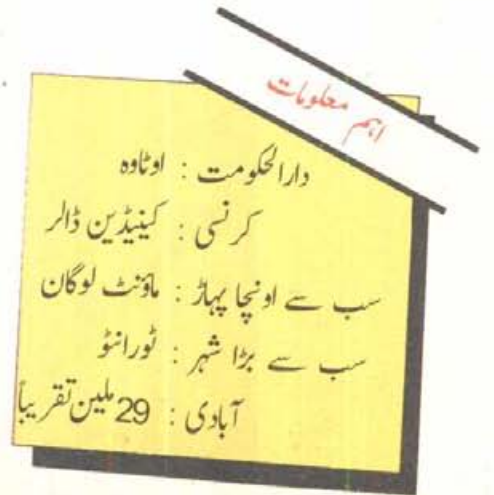 اہم معلومات
دارالحکومت : اوٹاوہ
کرنسی : کینیڈین ڈالر
سب سے اونچا پہاڑ : ماؤنٹ لوگان
سب سے بڑا شہر : ٹورانٹو
آبادی : 29 ملین تقریباً